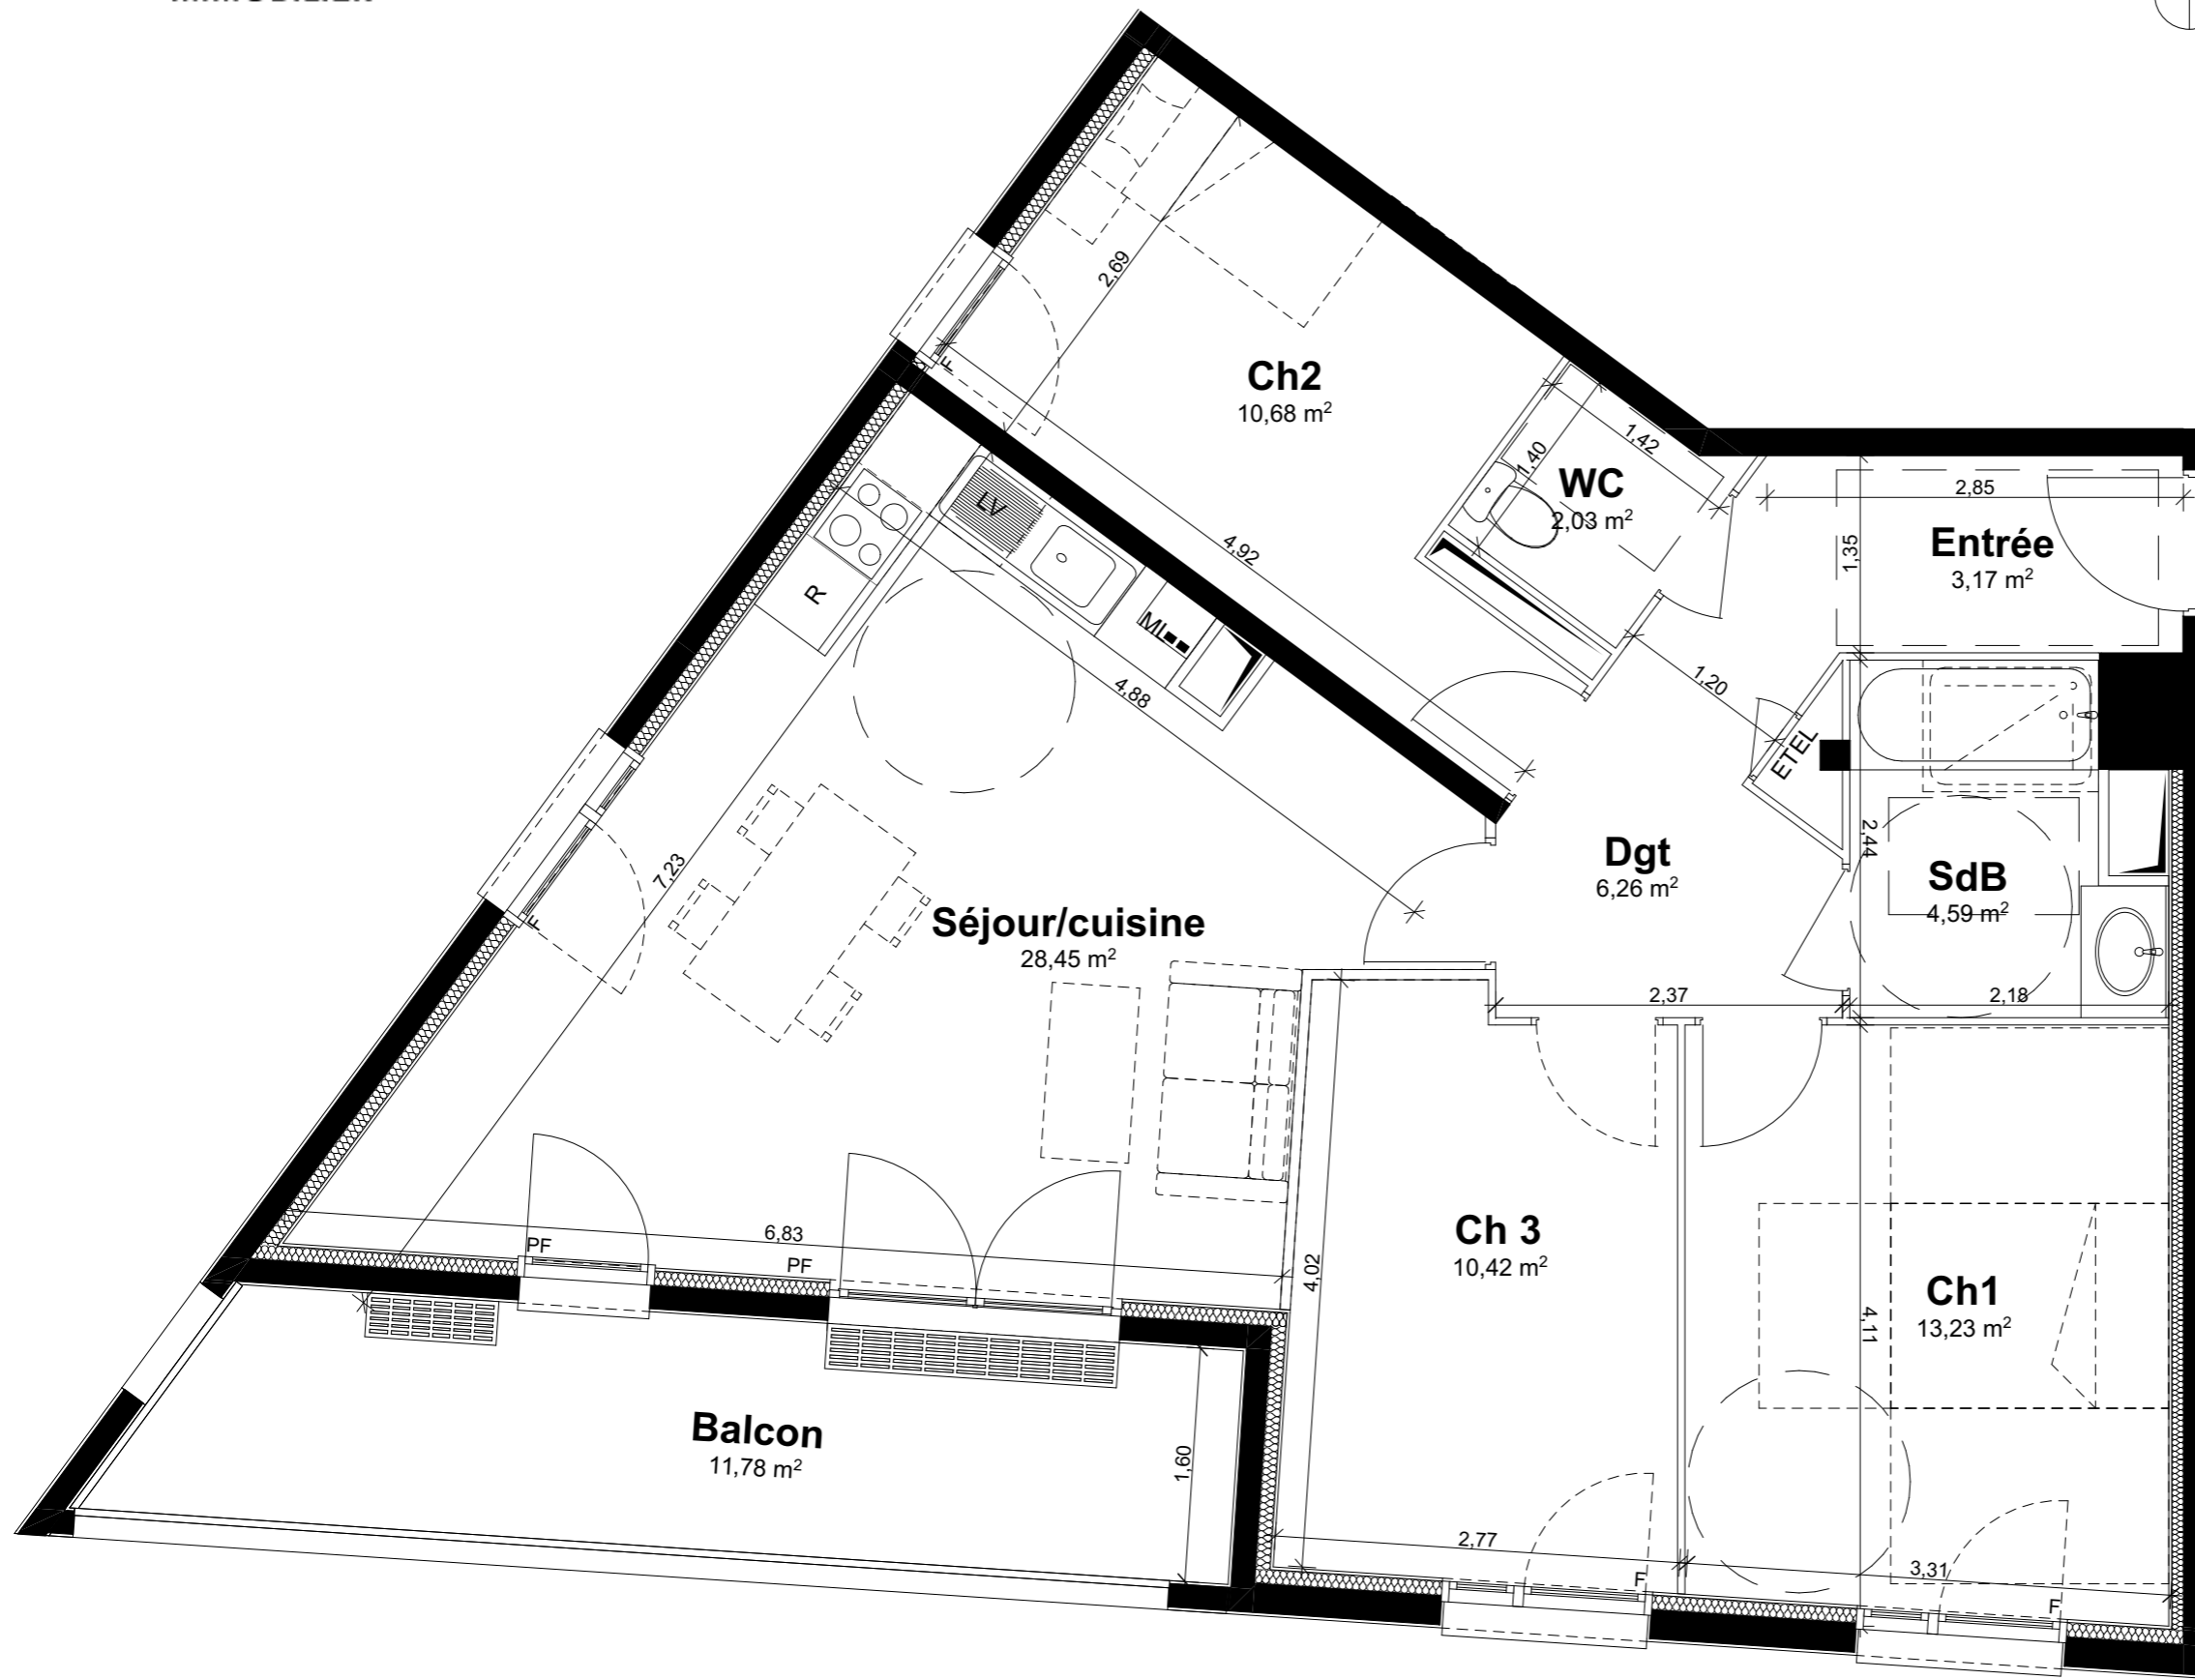 2,69
F
Ch2
10,68 m²
1,42
1,40
WC
2,03 m²
2,85
Entrée
3,17 m²
1,35
LV
R
ML
4,92
4,88
1,20
ETEL
7,23
F
Séjour/cuisine
28,45 m²
Dgt
6,26 m²
2,44
SdB
4,59 m²
2,37
2,18
6,83
PF
PF
4,02
Ch 3
10,42 m²
Ch1
13,23 m²
4,11
Balcon
11,78 m²
1,60
2,77
F
3,31
F